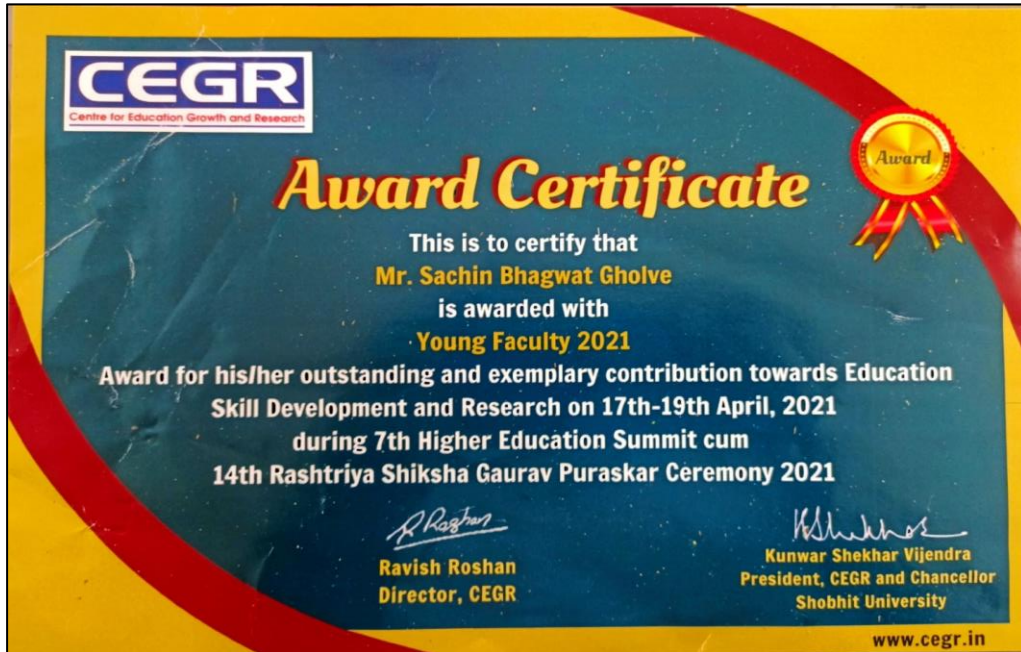 CEGR
Centre for Education Growth and Research
Award
Award Certificate
This is to certify that
Mr. Sachin Bhagwat Gholve
is awarded with
Young Faculty 2021
Award for his/her outstanding and exemplary contribution towards Education
Skill Development and Research on 17th-19th April, 2021
during 7th Higher Education Summit cum
14th Rashtriya Shiksha Gaurav Puraskar Ceremony 2021
Ravish Roshan
Director, CEGR
Kunwar Shekhar Vijendra
President, CEGR and Chancellor
Shobhit University
www.cegr.in